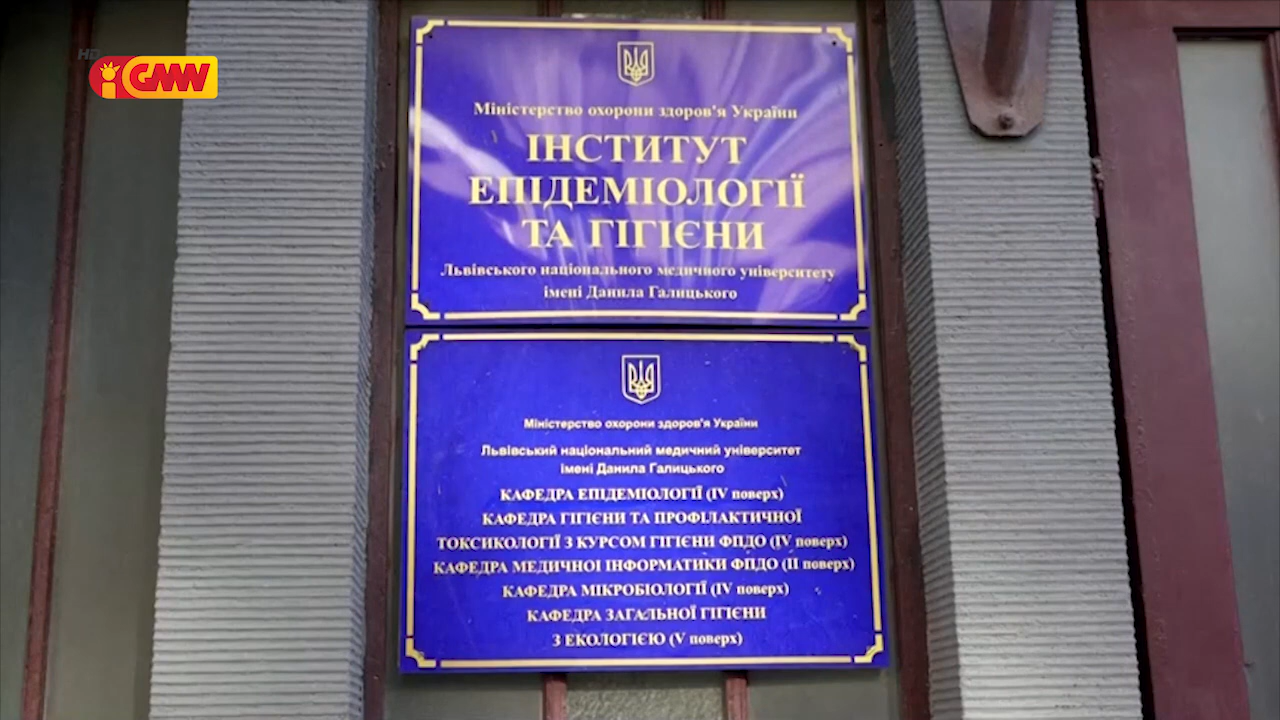 HD
iGMW
Міністерство охорони здоров'я України
ІНСТИТУТ
ЕПІДЕМІОЛОГІЇ
ТА ГІГІЄНИ
Львівського національного медичного університету
імені Данила Галицького
Міністерство охорони здоров'я України
Львівський національний медичний університет
імені Данила Галицького
КАФЕДРА ЕПІДЕМІОЛОГІЇ (IV поверх)
КАФЕДРА ГІГІЄНИ ТА ПРОФІЛАКТИЧНОЇ
ТОКСИКОЛОГІЇ З КУРСОМ ГІГІЄНИ ФПДО (IV поверх)
КАФЕДРА МЕДИЧНОЇ ІНФОРМАТИКИ ФПДО (II поверх)
КАФЕДРА МІКРОБІОЛОГІЇ (IV поверх)
КАФЕДРА ЗАГАЛЬНОЇ ГІГІЄНИ
З ЕКОЛОГІЄЮ (V поверх)